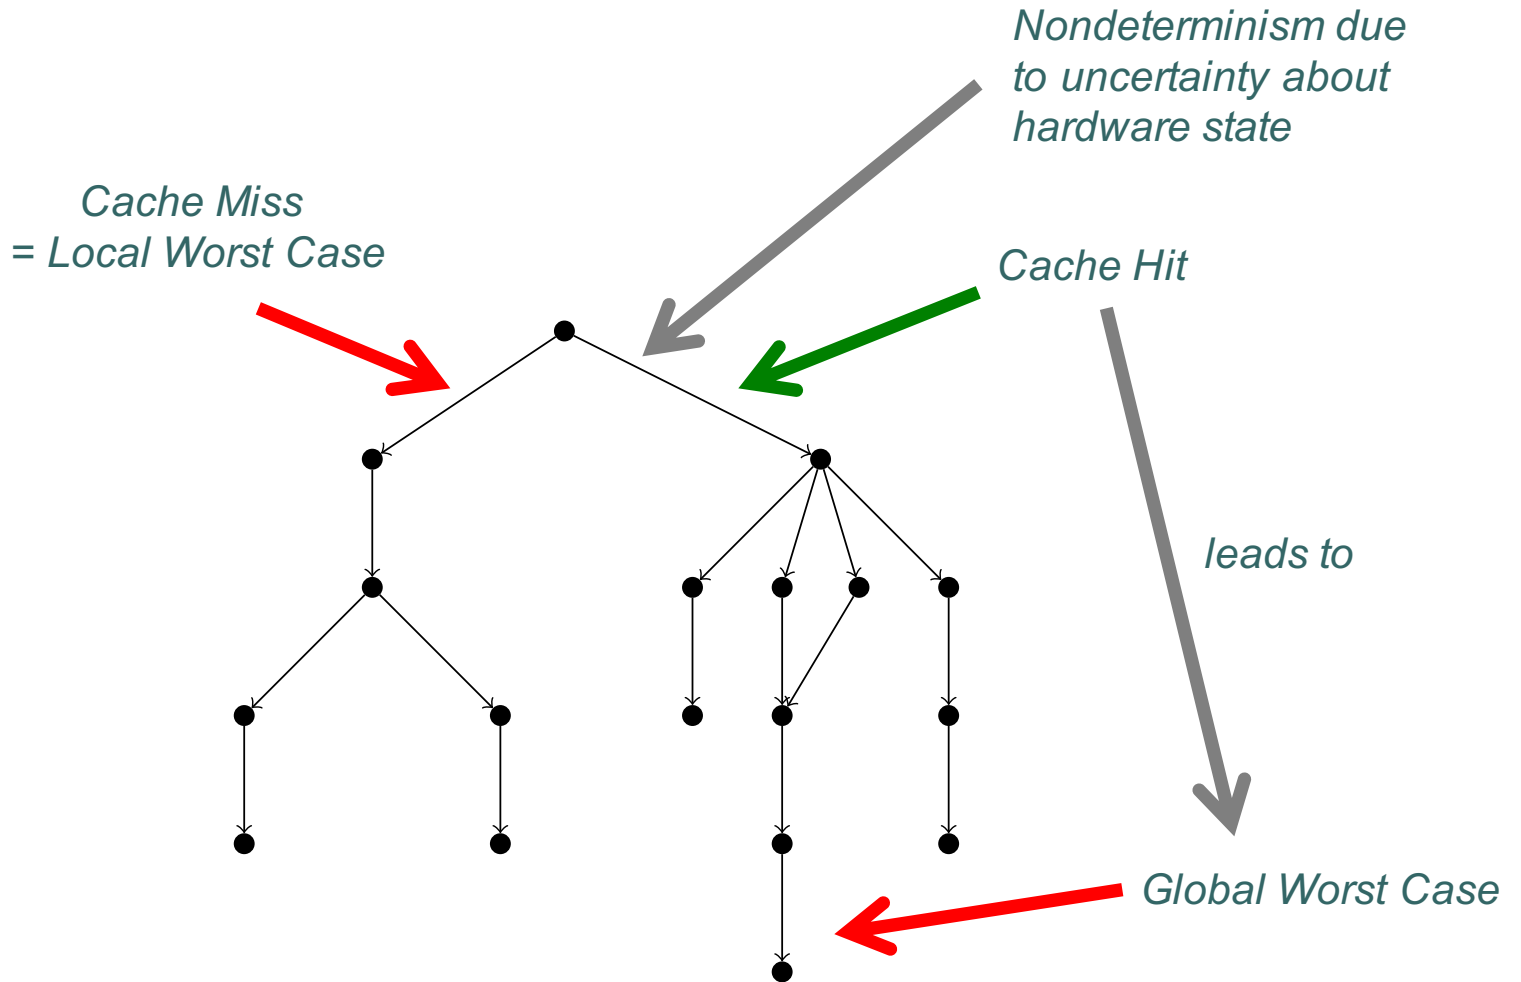 Nondeterminism due
to uncertainty about
hardware state
Cache Miss
= Local Worst Case
Cache Hit
leads to
Global Worst Case